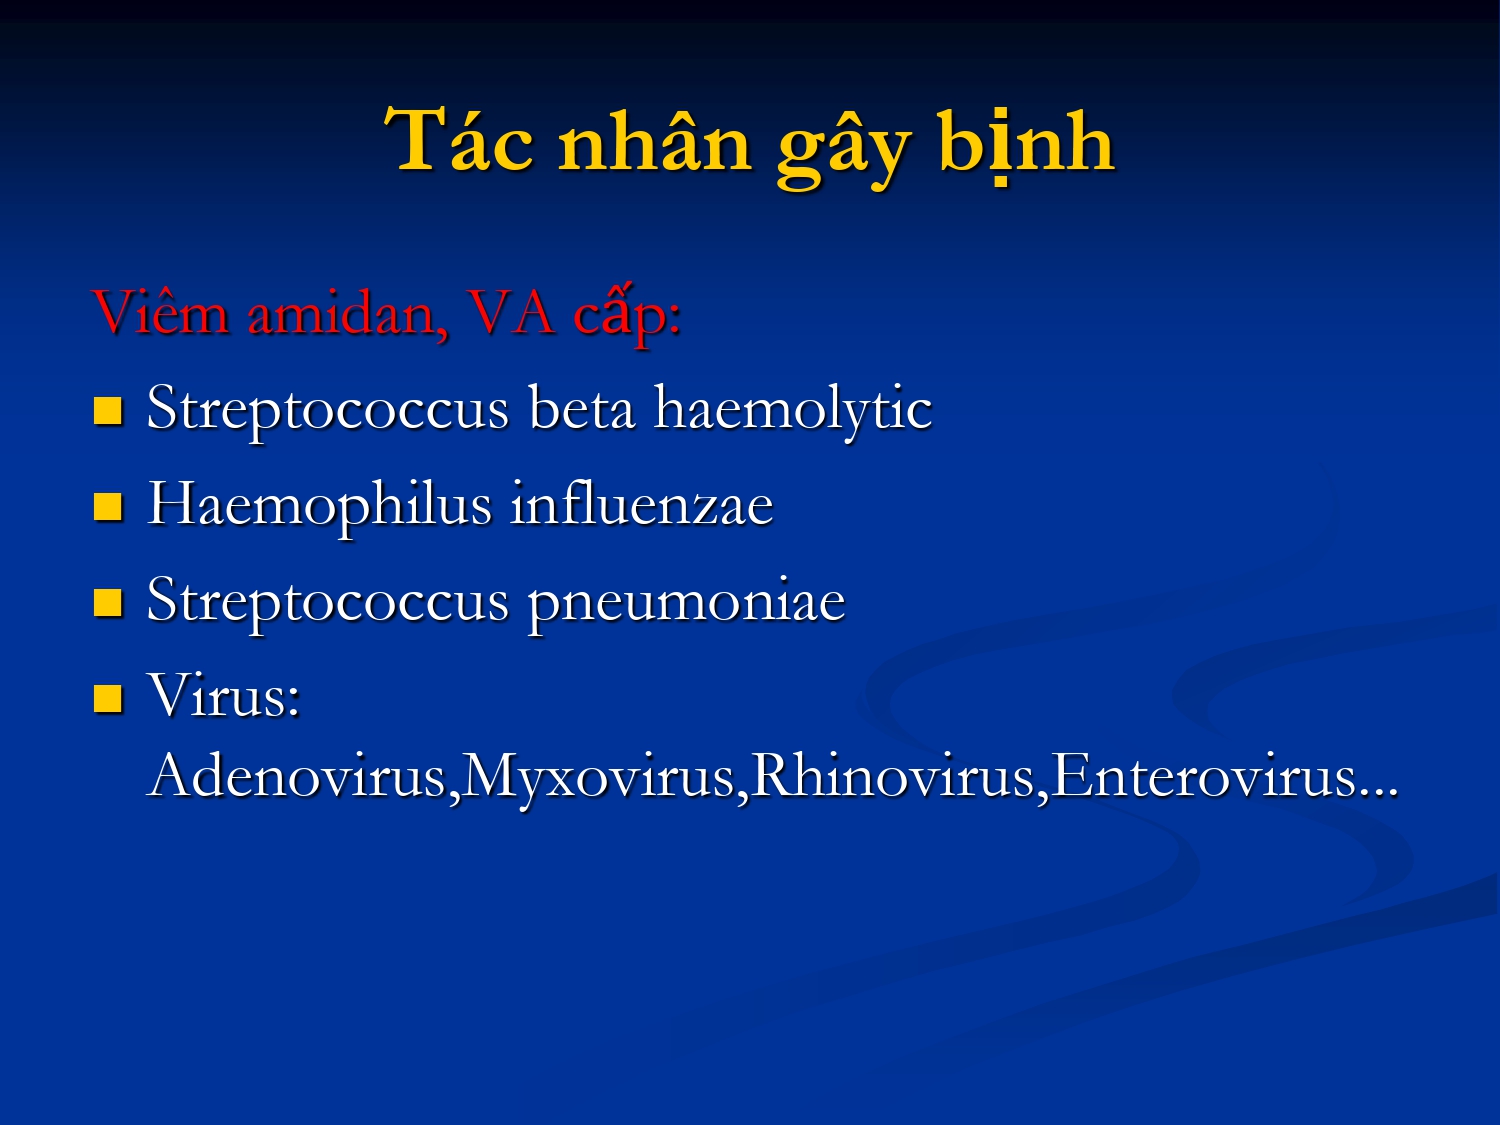 Tác nhân gây bịnh
Viêm amidan, VA cấp:
Streptococcus beta haemolytic
Haemophilus influenzae
Streptococcus pneumoniae
Virus:
Adenovirus,Myxovirus,Rhinovirus,Enterovirus...